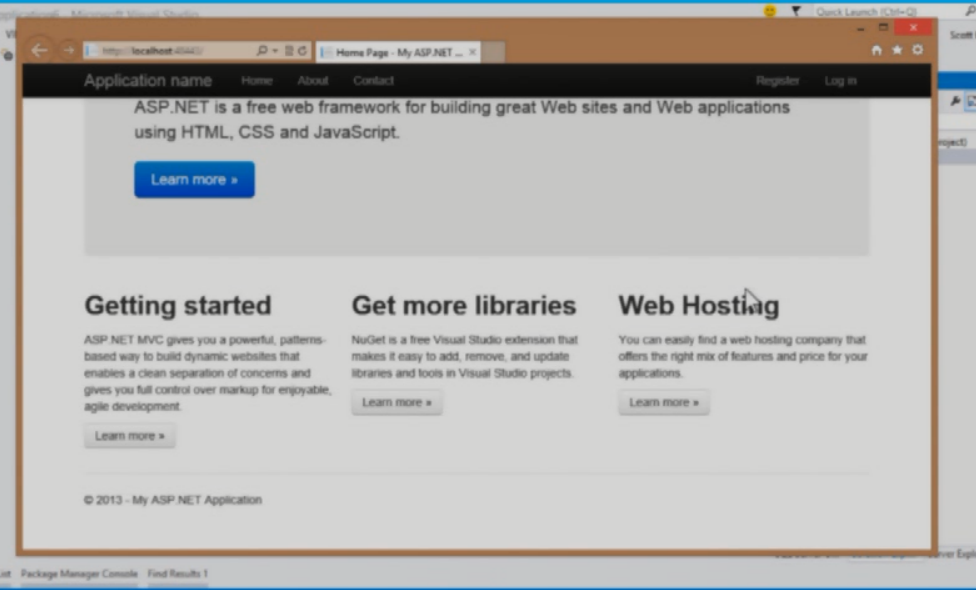 Microsoft Visual Studio
Quick Launch (Ctrl+Q)
Scott
http://localhost
Home Page - My ASP.NET ...
Application name Home About Contact Register Log in
ASP.NET is a free web framework for building great Web sites and Web applications
using HTML, CSS and JavaScript.
Learn more »
Getting started
ASP.NET MVC gives you a powerful, patterns-
based way to build dynamic websites that
enables a clean separation of concerns and
gives you full control over markup for enjoyable,
agile development.
Learn more »
Get more libraries
NuGet is a free Visual Studio extension that
makes it easy to add, remove, and update
libraries and tools in Visual Studio projects.
Learn more »
Web Hosting
You can easily find a web hosting company that
offers the right mix of features and price for your
applications.
Learn more »
© 2013 - My ASP.NET Application
Package Manager Console Find Results 1